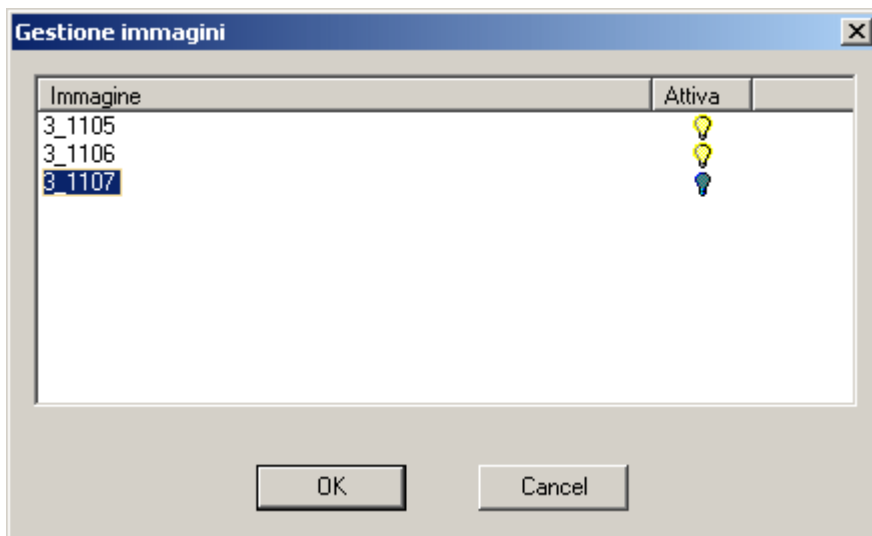 Gestione immagini
Immagine Attiva
3_1105
3_1106
3_1107
OK Cancel